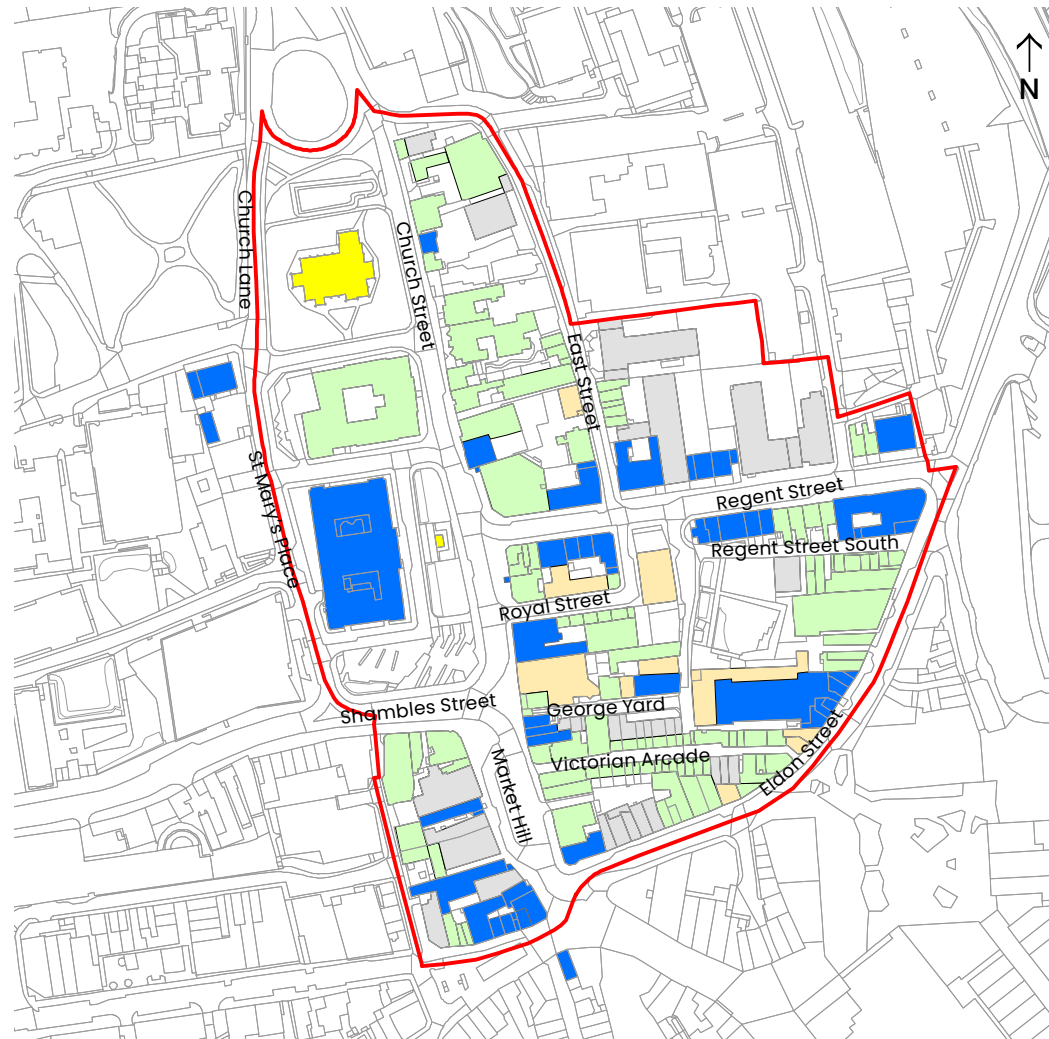 N
Church Lane
Church Street
East Street
St Mary's Place
Regent Street
Regent Street South
Royal Street
Shambles Street
George Yard
Market Hill
Victorian Arcade
Eldon Street